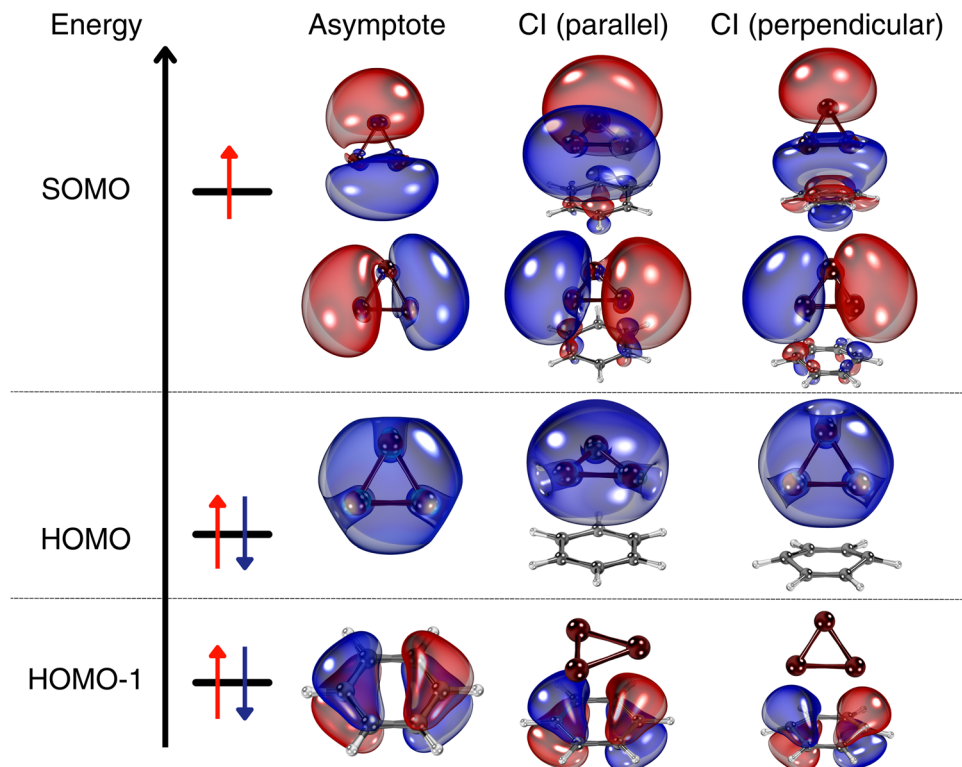 Energy
Asymptote
CI (parallel)
CI (perpendicular)
SOMO
HOMO
HOMO-1